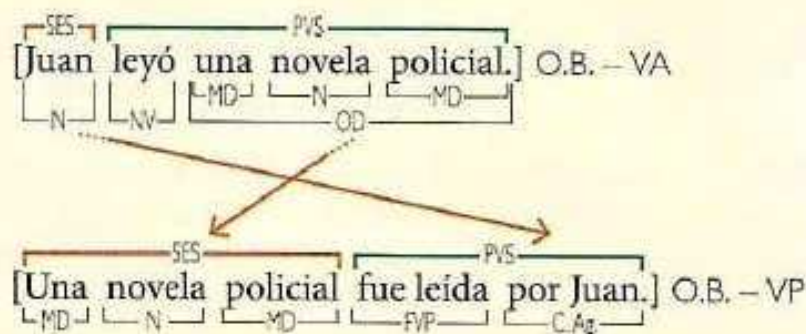 SES PVS
[Juan leyó una novela policial.] O.B. – VA
MD N MD
N NV OD
SES PVS
[Una novela policial fue leída por Juan.] O.B. – VP
MD N MD FVP C.Ag